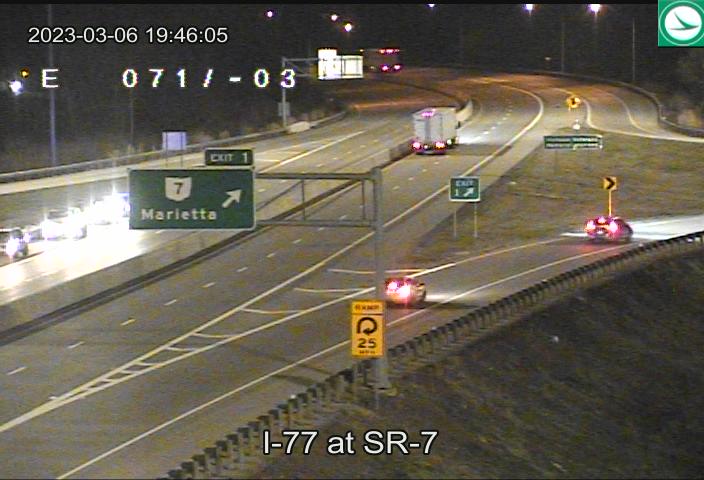 2023-03-06 19:46:05
E 071/-03
EXIT 1
7
Marietta
EXIT
1
RAMP
25
MPH
I-77 at SR-7